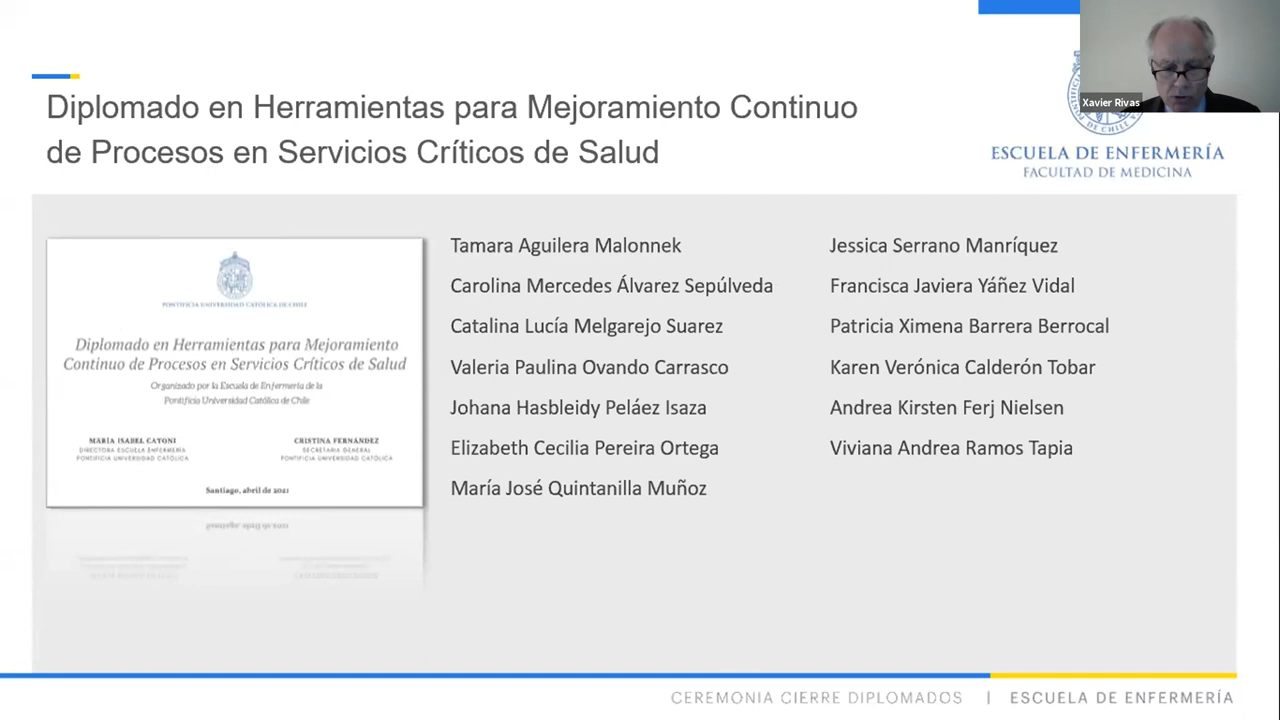 Diplomado en Herramientas para Mejoramiento Continuo
de Procesos en Servicios Críticos de Salud
Xavier Rivas
DE CHILE
ESCUELA DE ENFERMERÍA
FACULTAD DE MEDICINA
PONTIFICIA UNIVERSIDAD CATÓLICA DE CHILE
Diplomado en Herramientas para Mejoramiento
Continuo de Procesos en Servicios Críticos de Salud
Organizado por la Escuela de Enfermería de la
Pontificia Universidad Católica de Chile
MARÍA ISABEL CATONI
DIRECTORA ESCUELA ENFERMERÍA
PONTIFICIA UNIVERSIDAD CATÓLICA
CRISTINA FERNÁNDEZ
SECRETARIA GENERAL
PONTIFICIA UNIVERSIDAD CATÓLICA
Santiago, abril de 2021
Tamara Aguilera Malonnek
Carolina Mercedes Álvarez Sepúlveda
Catalina Lucía Melgarejo Suarez
Valeria Paulina Ovando Carrasco
Johana Hasbleidy Peláez Isaza
Elizabeth Cecilia Pereira Ortega
María José Quintanilla Muñoz
Jessica Serrano Manríquez
Francisca Javiera Yáñez Vidal
Patricia Ximena Barrera Berrocal
Karen Verónica Calderón Tobar
Andrea Kirsten Ferj Nielsen
Viviana Andrea Ramos Tapia
CEREMONIA CIERRE DIPLOMADOS | ESCUELA DE ENFERMERÍA